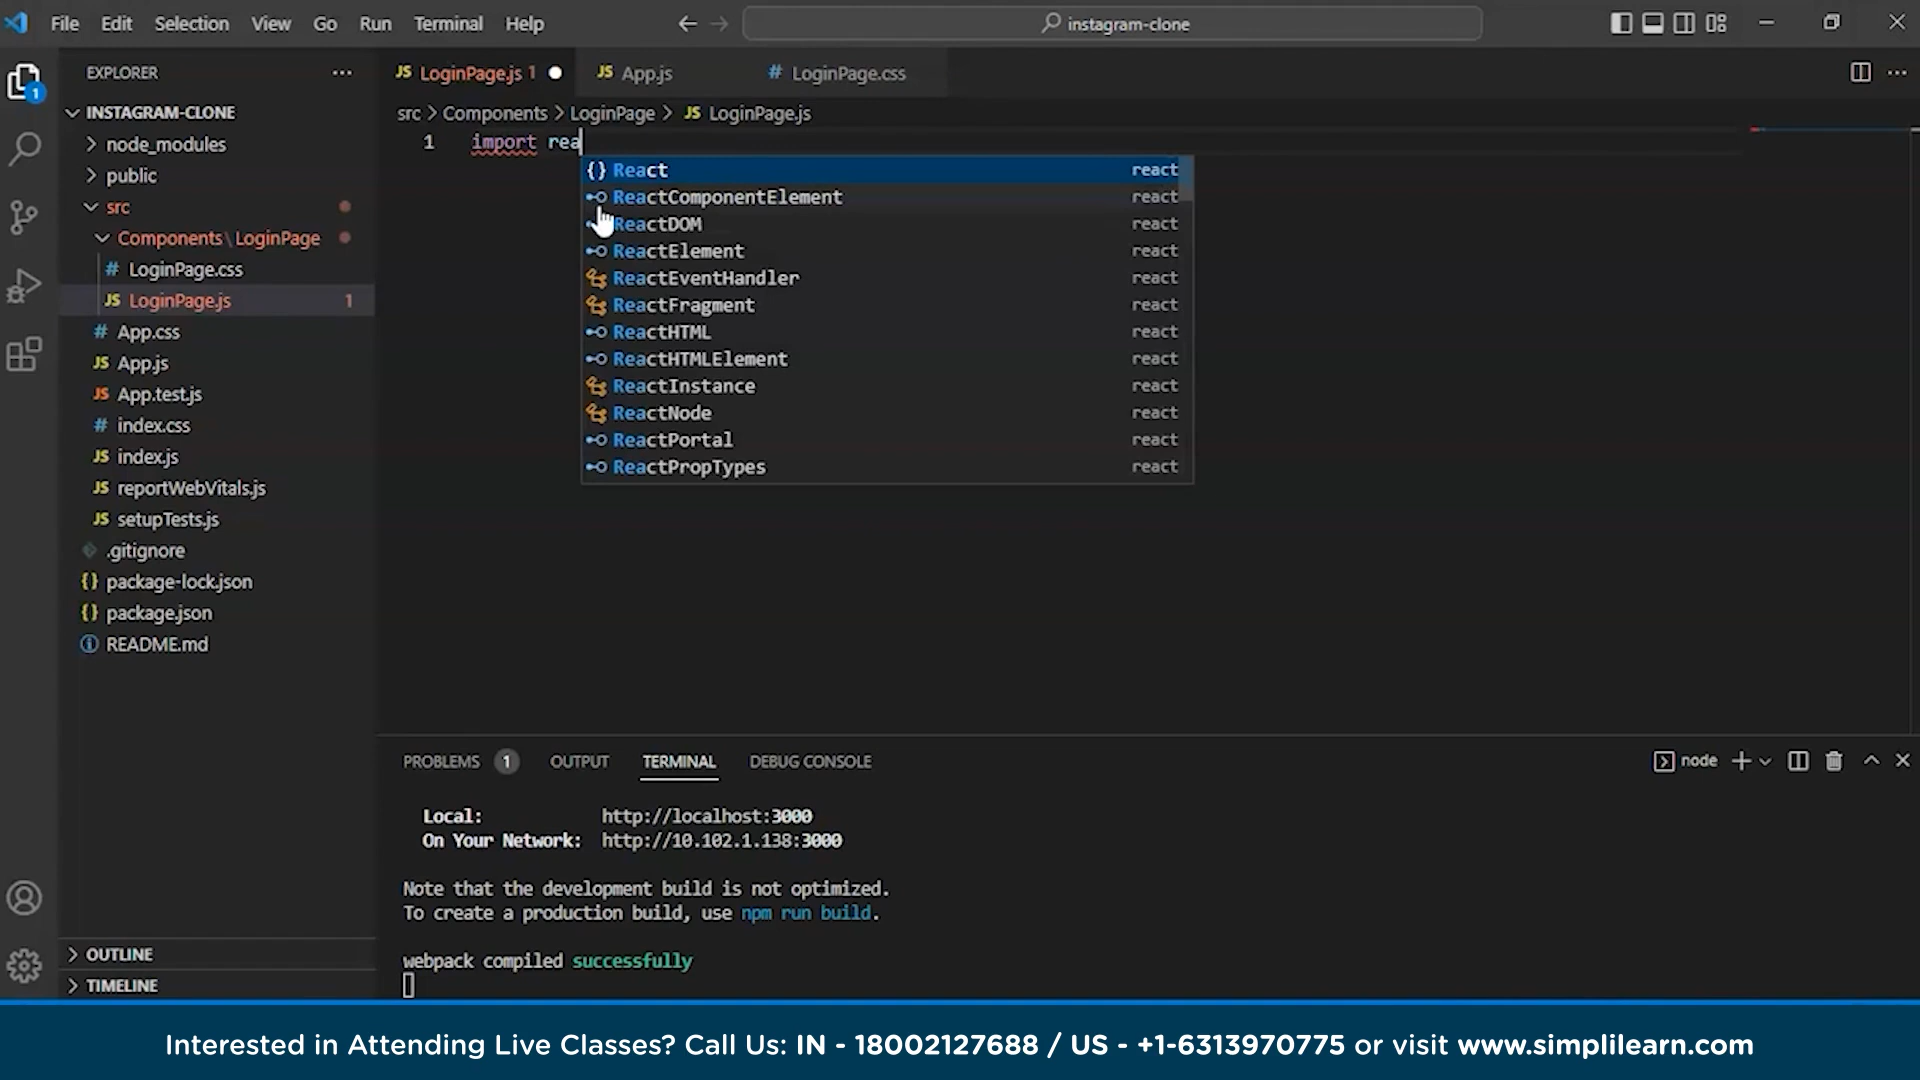 File Edit Selection View Go Run Terminal Help
instagram-clone
EXPLORER
INSTAGRAM-CLONE
node_modules
public
src
Components\LoginPage
# LoginPage.css
JS LoginPage.js 1
# App.css
JS App.js
JS App.test.js
# index.css
JS index.js
JS reportWebVitals.js
JS setupTests.js
.gitignore
{} package-lock.json
{} package.json
README.md
OUTLINE
TIMELINE
1
JS LoginPage.js 1
JS App.js
# LoginPage.css
src > Components > LoginPage > JS LoginPage.js
1 import rea
{} React react
ReactComponentElement react
ReactDOM react
ReactElement react
ReactEventHandler react
ReactFragment react
ReactHTML react
ReactHTMLElement react
ReactInstance react
ReactNode react
ReactPortal react
ReactPropTypes react
PROBLEMS 1 OUTPUT TERMINAL DEBUG CONSOLE
node
Local: http://localhost:3000
On Your Network: http://10.102.1.138:3000
Note that the development build is not optimized.
To create a production build, use npm run build.
webpack compiled successfully
Interested in Attending Live Classes? Call Us: IN - 18002127688 / US - +1-6313970775 or visit www.simplilearn.com